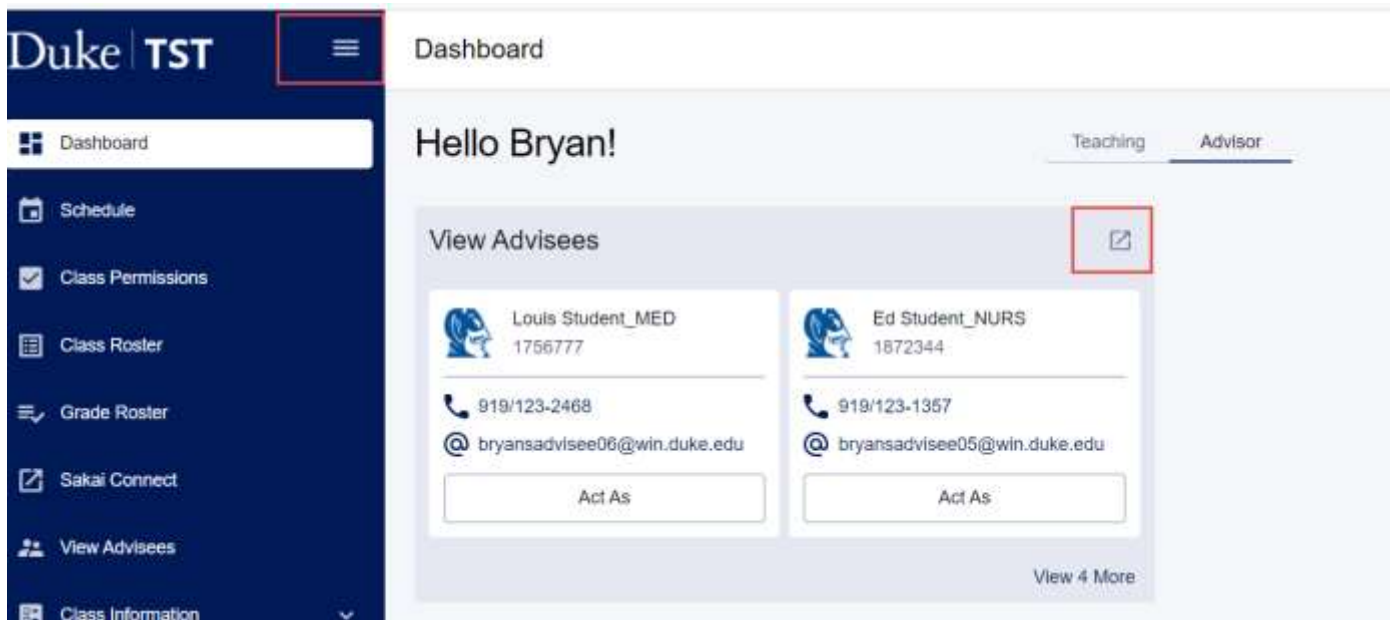 Duke TST
Dashboard
Schedule
Class Permissions
Class Roster
Grade Roster
Sakai Connect
View Advisees
Class Information
Dashboard
Hello Bryan!
Teaching
Advisor
View Advisees
Louis Student_MED
1756777
919/123-2468
bryansadvisee06@win.duke.edu
Act As
Ed Student_NURS
1872344
919/123-1357
bryansadvisee05@win.duke.edu
Act As
View 4 More